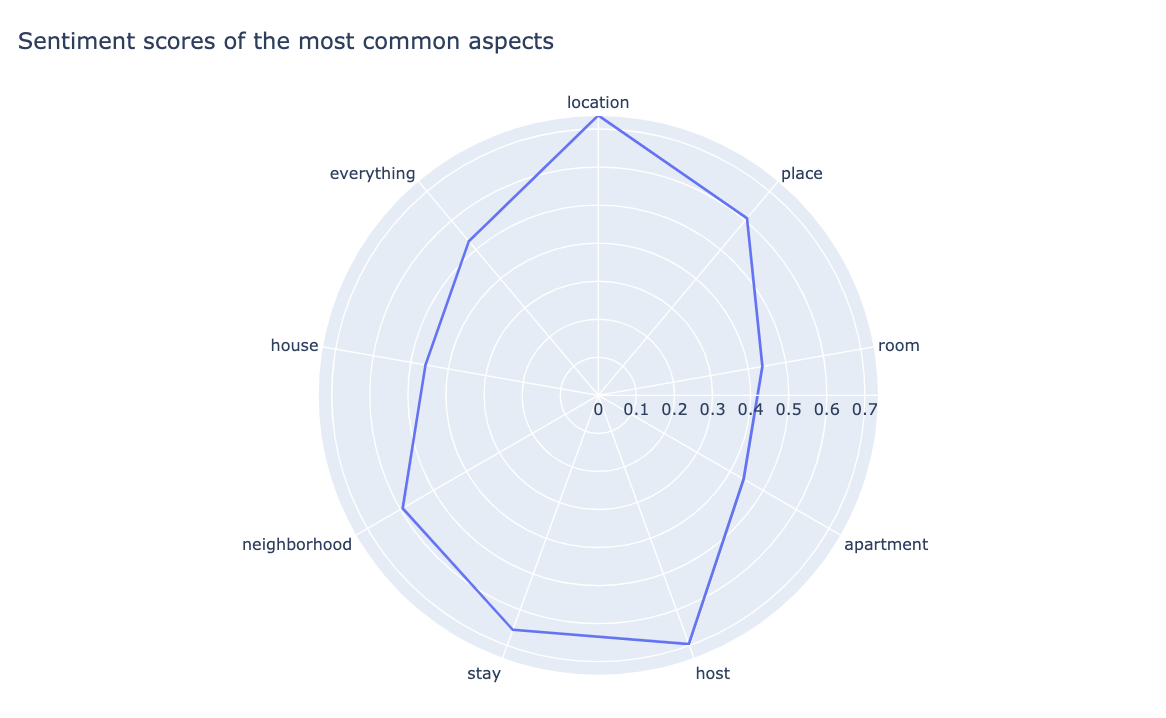 Sentiment scores of the most common aspects
location
everything
place
house
room
0 0.1 0.2 0.3 0.4 0.5 0.6 0.7
neighborhood
apartment
stay
host